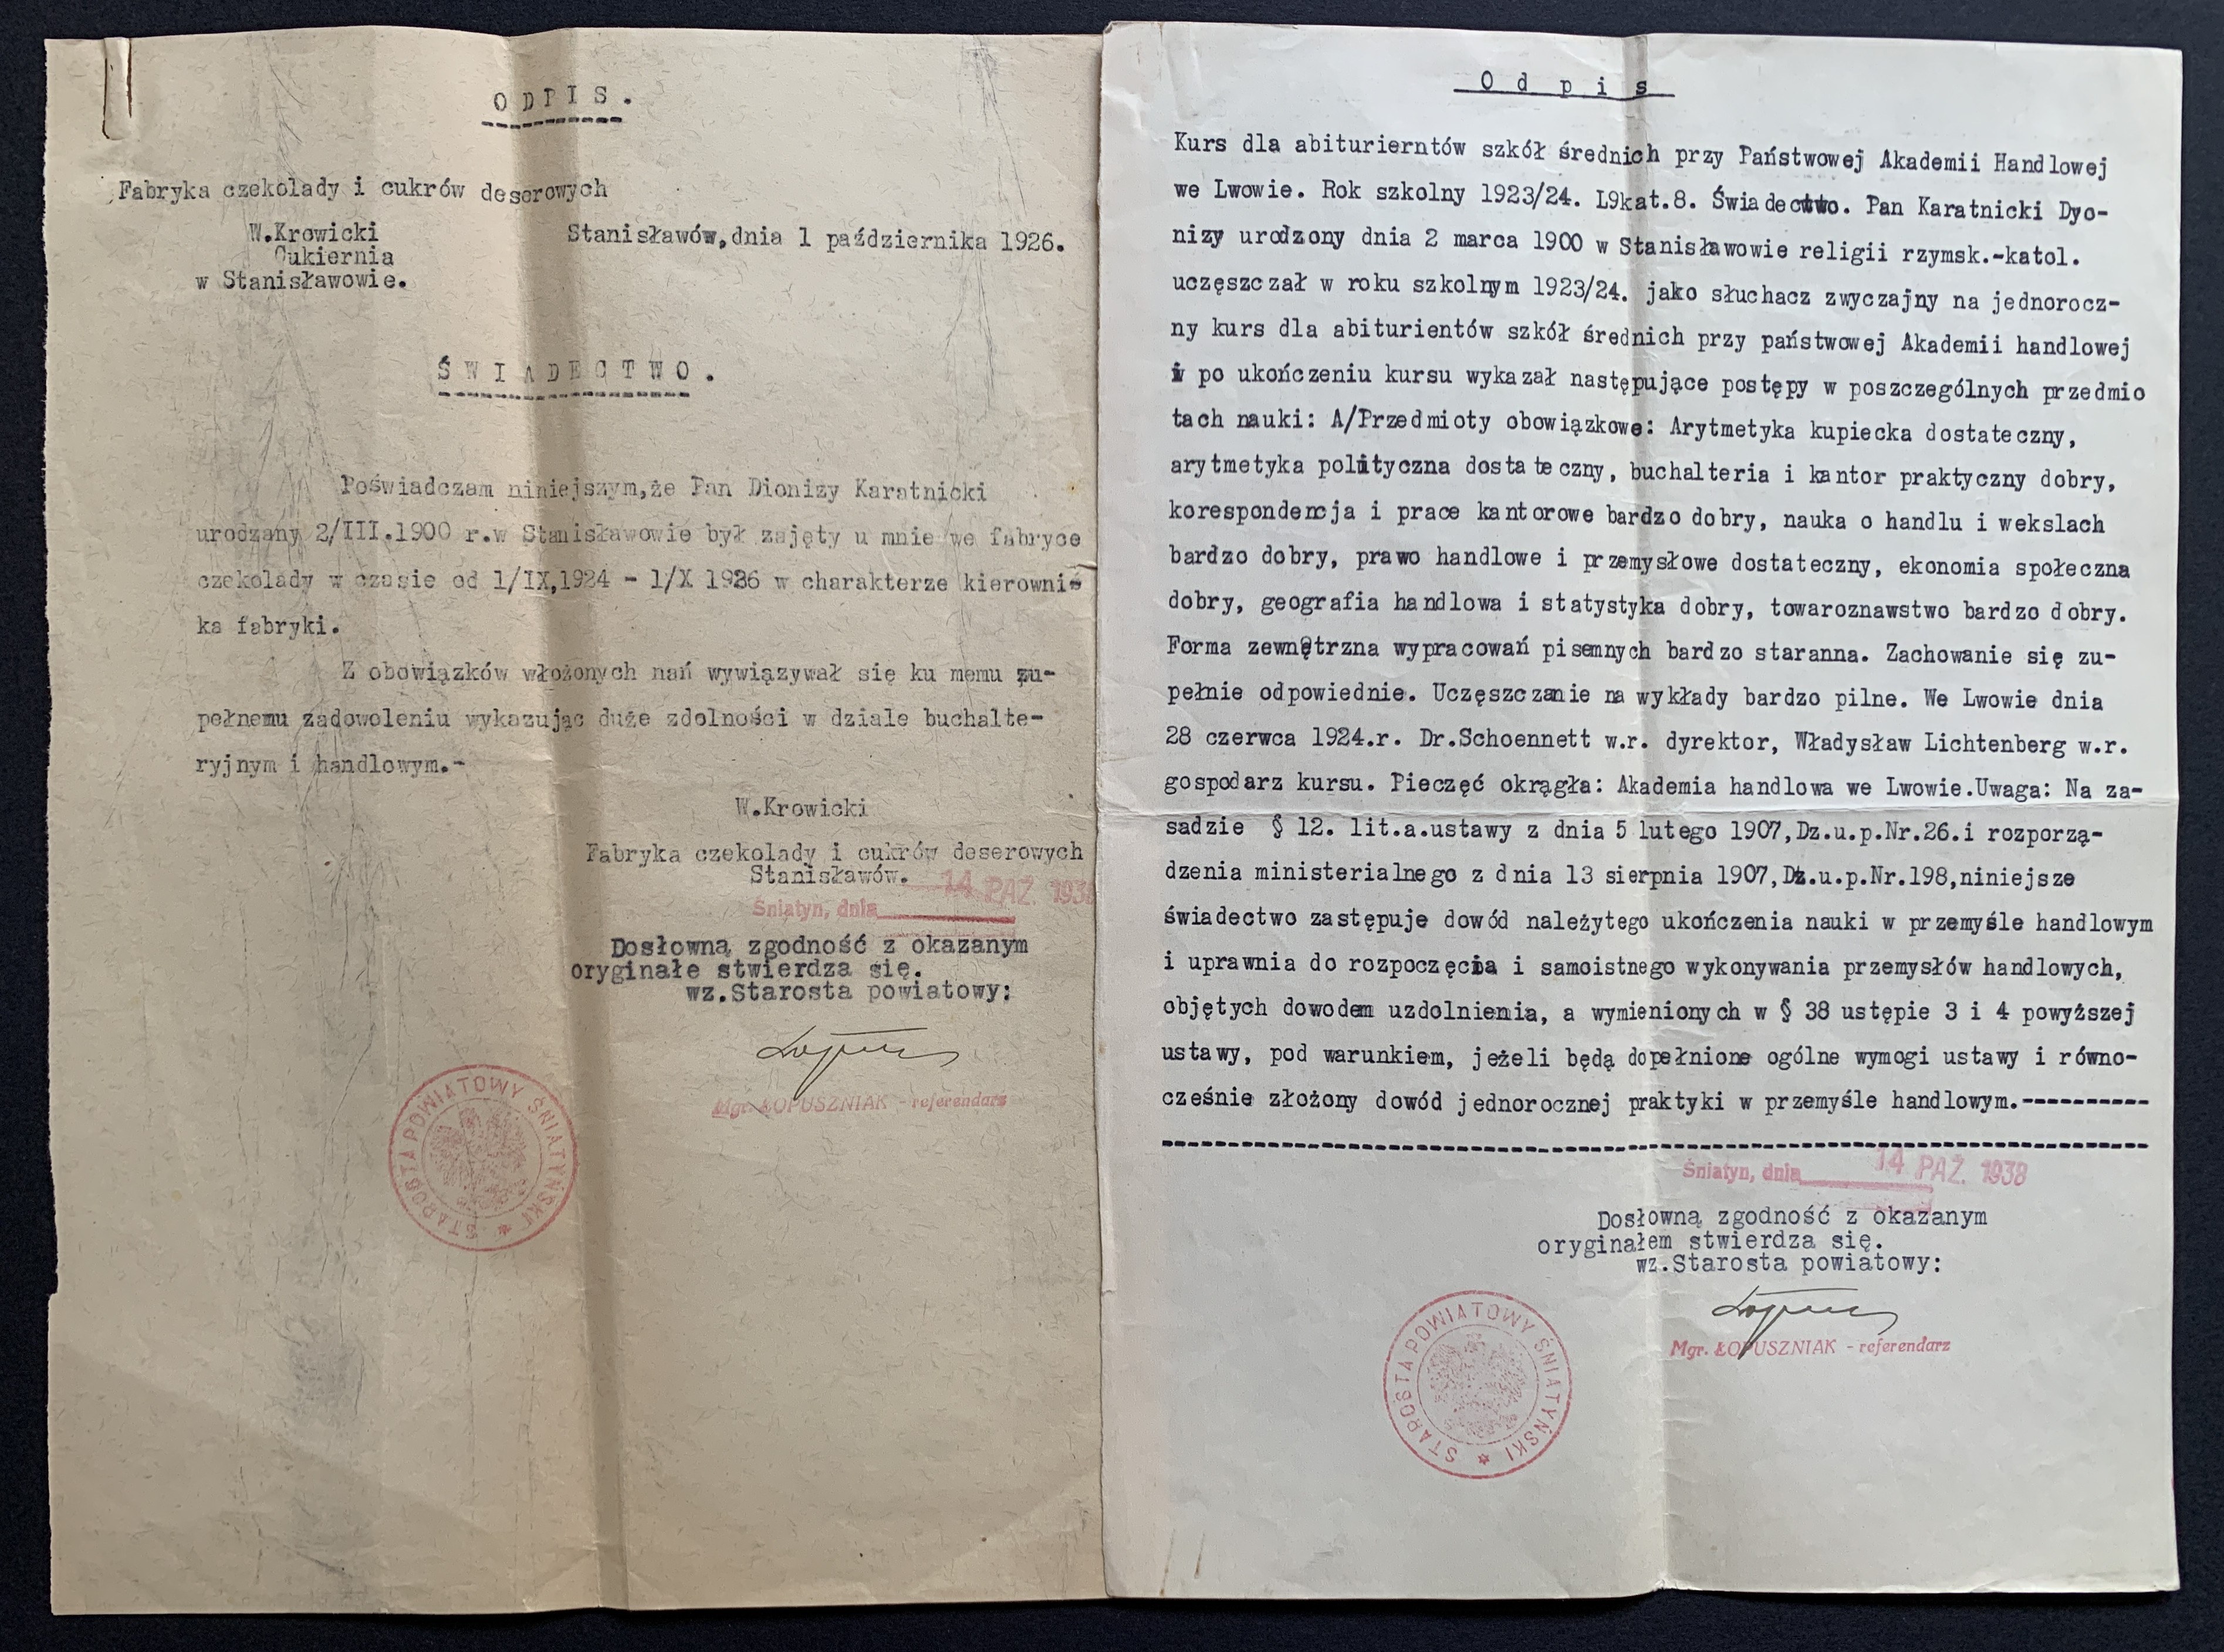 ODPIS.
Fabryka czekolady i cukrów deserowych
W.Krowicki
Cukiernia
w Stanisławowie.
Stanisławów,dnia 1 października 1926.
ŚWIADECTWO.
Poświadczam niniejszym,że Pan Dionizy Karatnicki
urodzany 2/III.1900 r.w Stanisławowie był zajęty u mnie we fabryce
czekolady w czasie od 1/IX,1924 - 1/X 1926 w charakterze kierowni-
ka fabryki.
Z obowiązków włożonych nań wywiązywał się ku memu zu-
pełnemu zadowoleniu wykazując duże zdolności w dziale buchalte-
ryjnym i handlowym.-
W.Krowicki
Fabryka czekolady i cukrów deserowych
Stanisławów.
Śniatyn, dnia 14 PAŹ. 1938
Dosłowną zgodność z okazanym
oryginałe stwierdza się.
wz.Starosta powiatowy:
Mgr. ŁOPUSZNIAK - referendarz
STAROSTA POWIATOWY ŚNIATYŃSKI
Odpis
Kurs dla abiturierntów szkół średnich przy Państwowej Akademii Handlowej
we Lwowie. Rok szkolny 1923/24. L9kat.8. Świadectwo. Pan Karatnicki Dyo-
nizy urodzony dnia 2 marca 1900 w Stanisławowie religii rzymsk.-katol.
uczęszczał w roku szkolnym 1923/24. jako słuchacz zwyczajny na jednorocz-
ny kurs dla abiturientów szkół średnich przy państwowej Akademii handlowej
i po ukończeniu kursu wykazał następujące postępy w poszczególnych przedmio
tach nauki: A/Przedmioty obowiązkowe: Arytmetyka kupiecka dostateczny,
arytmetyka polityczna dostateczny, buchalteria i kantor praktyczny dobry,
korespondencja i prace kantorowe bardzo dobry, nauka o handlu i wekslach
bardzo dobry, prawo handlowe i przemysłowe dostateczny, ekonomia społeczna
dobry, geografia handlowa i statystyka dobry, towaroznawstwo bardzo dobry.
Forma zewnętrzna wypracowań pisemnych bardzo staranna. Zachowanie się zu-
pełnie odpowiednie. Uczęszczanie na wykłady bardzo pilne. We Lwowie dnia
28 czerwca 1924.r. Dr.Schoennett w.r. dyrektor, Władysław Lichtenberg w.r.
gospodarz kursu. Pieczęć okrągła: Akademia handlowa we Lwowie.Uwaga: Na za-
sadzie § 12. lit.a.ustawy z dnia 5 lutego 1907,Dz.u.p.Nr.26.i rozporzą-
dzenia ministerialnego z dnia 13 sierpnia 1907,Dz.u.p.Nr.198,niniejsze
świadectwo zastępuje dowód należytego ukończenia nauki w przemyśle handlowym
i uprawnia do rozpoczęcia i samoistnego wykonywania przemysłów handlowych,
objętych dowodem uzdolnienia, a wymienionych w § 38 ustępie 3 i 4 powyższej
ustawy, pod warunkiem, jeżeli będą dopełnione ogólne wymogi ustawy i równo-
cześnie złożony dowód jednorocznej praktyki w przemyśle handlowym.----------
Śniatyn, dnia 14 PAŹ. 1938
Dosłowną zgodność z okazanym
oryginałem stwierdza się.
wz.Starosta powiatowy:
Mgr. ŁOPUSZNIAK - referendarz
STAROSTA POWIATOWY ŚNIATYŃSKI